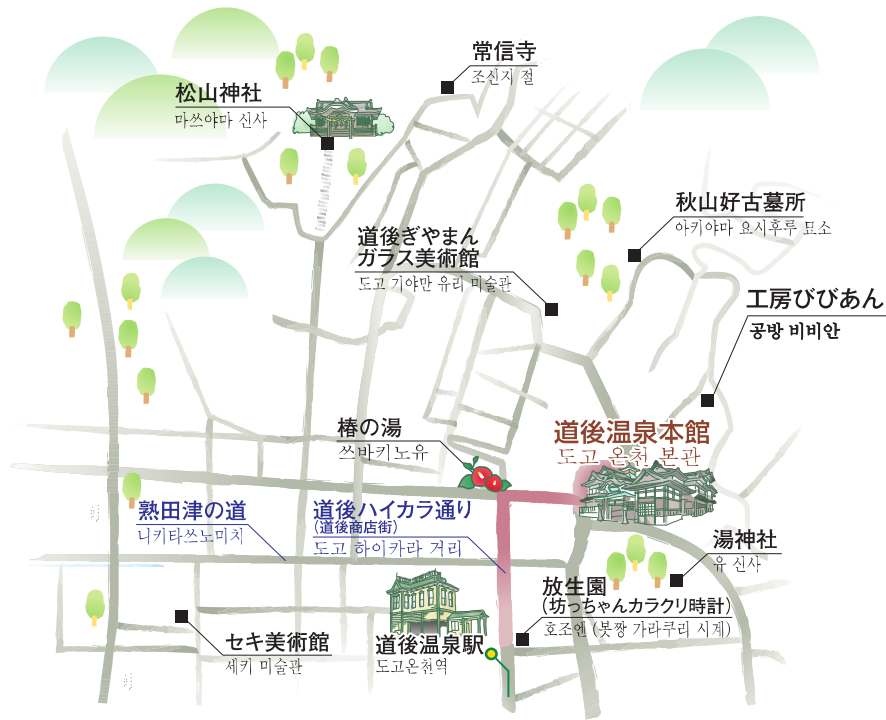 常信寺
조신지 절
松山神社
마쓰야마 신사
秋山好古墓所
아키야마 요시후루 묘소
道後ぎやまん
ガラス美術館
도고 기야만 유리 미술관
工房びびあん
공방 비비안
椿の湯
쓰바키노유
道後温泉本館
도고 온천 본관
熟田津の道
니키타쓰노미치
道後ハイカラ通り
(道後商店街)
도고 하이카라 거리
湯神社
유 신사
放生園
(坊っちゃんカラクリ時計)
호조엔 (봇짱 가라쿠리 시계)
セキ美術館
세키 미술관
道後温泉駅
도고온천역